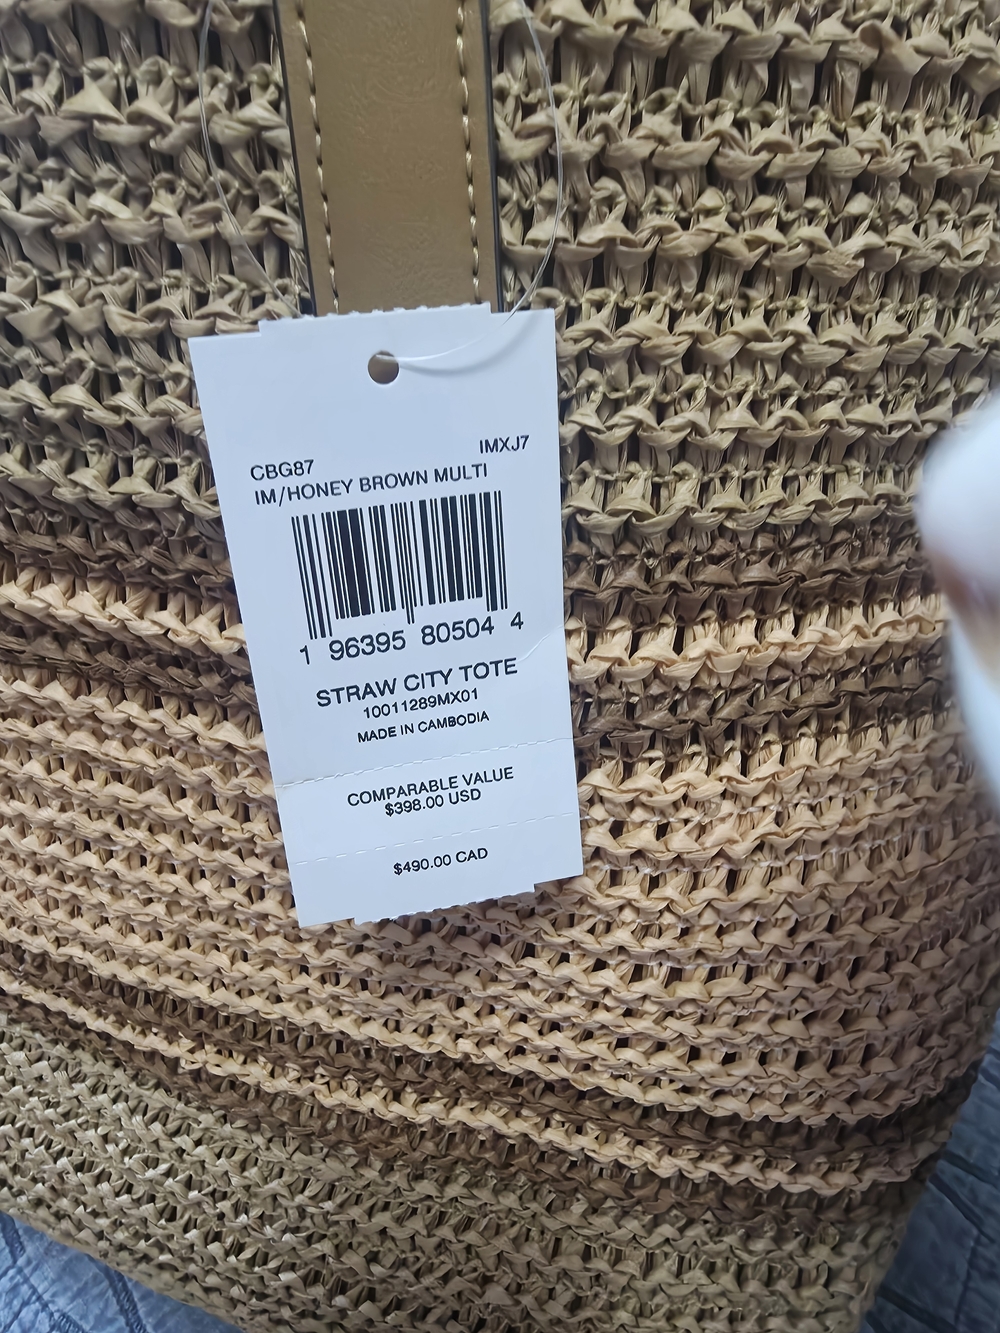 CBG87 IMXJ7
IM/HONEY BROWN MULTI
1 96395 80504 4
STRAW CITY TOTE
10011289MX01
MADE IN CAMBODIA
COMPARABLE VALUE
$398.00 USD
$490.00 CAD